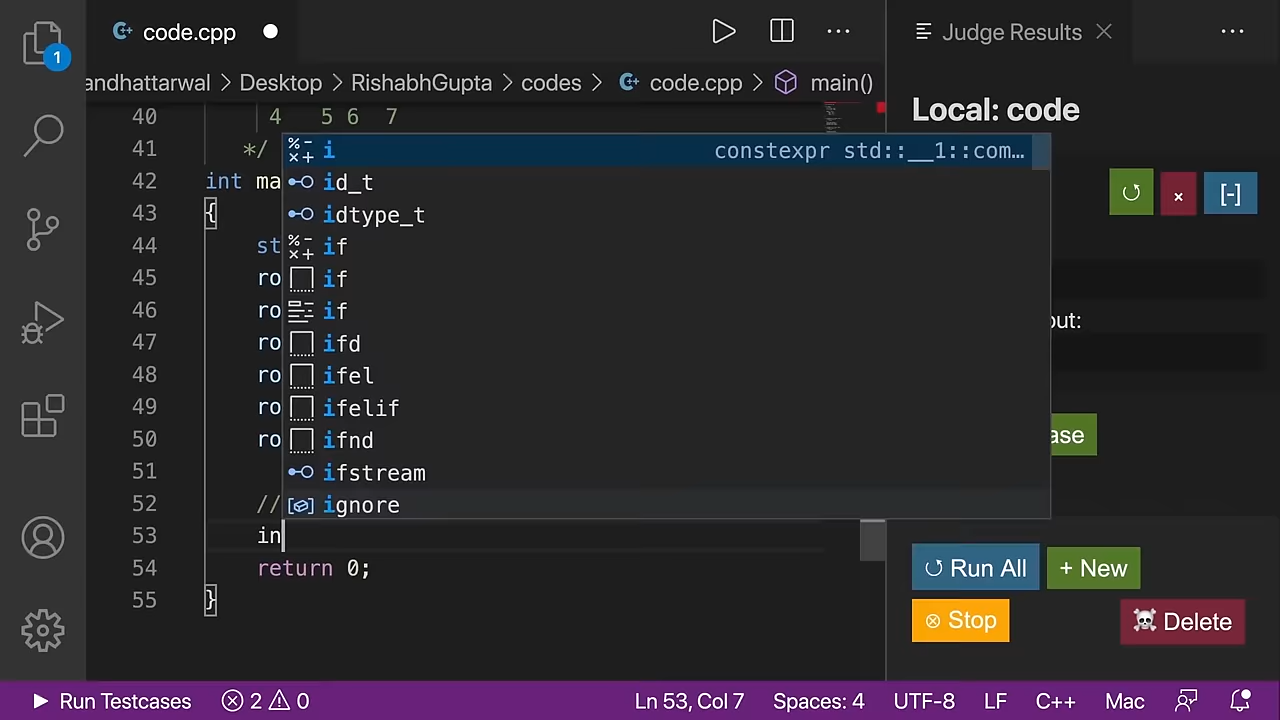 1
code.cpp
Judge Results
andhattarwal > Desktop > RishabhGupta > codes > code.cpp > main()
Local: code
40 4 5 6 7
41 */
42 int ma
43 {
44 st
45 ro
46 ro
47 ro
48 ro
49 ro
50 ro
51
52 //
53 in
54 return 0;
55 }
i constexpr std::__1::com…
id_t
idtype_t
if
if
if
ifd
ifel
ifelif
ifnd
ifstream
ignore
[-]
out:
ase
Run All
+ New
Stop
Delete
Run Testcases 2 0 Ln 53, Col 7 Spaces: 4 UTF-8 LF C++ Mac